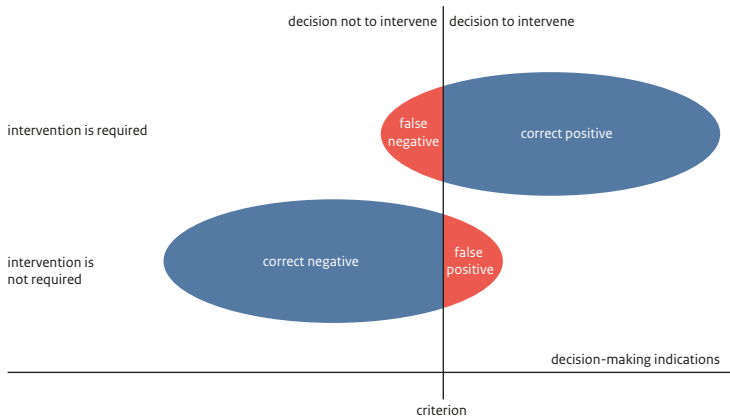 decision not to intervene
decision to intervene
intervention is required
false
negative
correct positive
intervention is
not required
correct negative
false
positive
decision-making indications
criterion